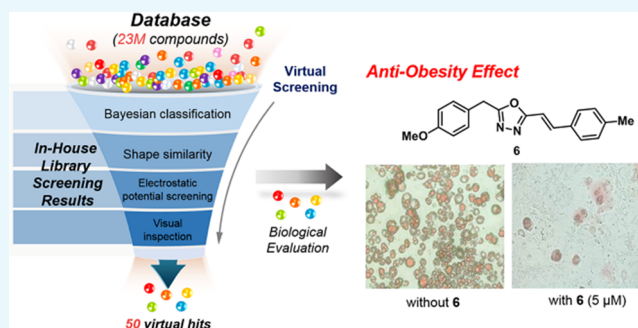 Database
(23M compounds)
Virtual
Screening
Bayesian classification
In-House
Library
Screening
Results
Shape similarity
Electrostatic
potential screening
Visual
inspection
50 virtual hits
Biological
Evaluation
Anti-Obesity Effect
MeO
O
N-N
Me
6
without 6
with 6 (5 µM)